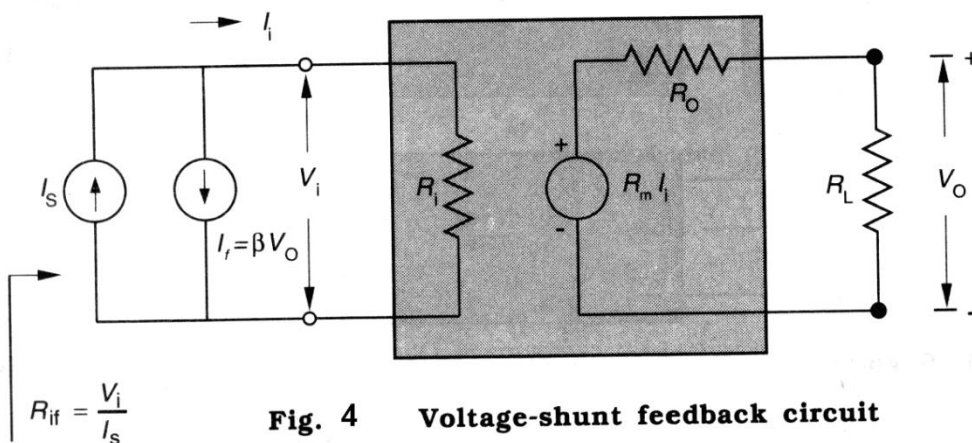 I_i
I_S
I_f = βV_O
V_i
R_i
R_m I_i
+
-
R_O
R_L
+
V_O
-
R_if = V_i / I_s
Fig. 4 Voltage-shunt feedback circuit